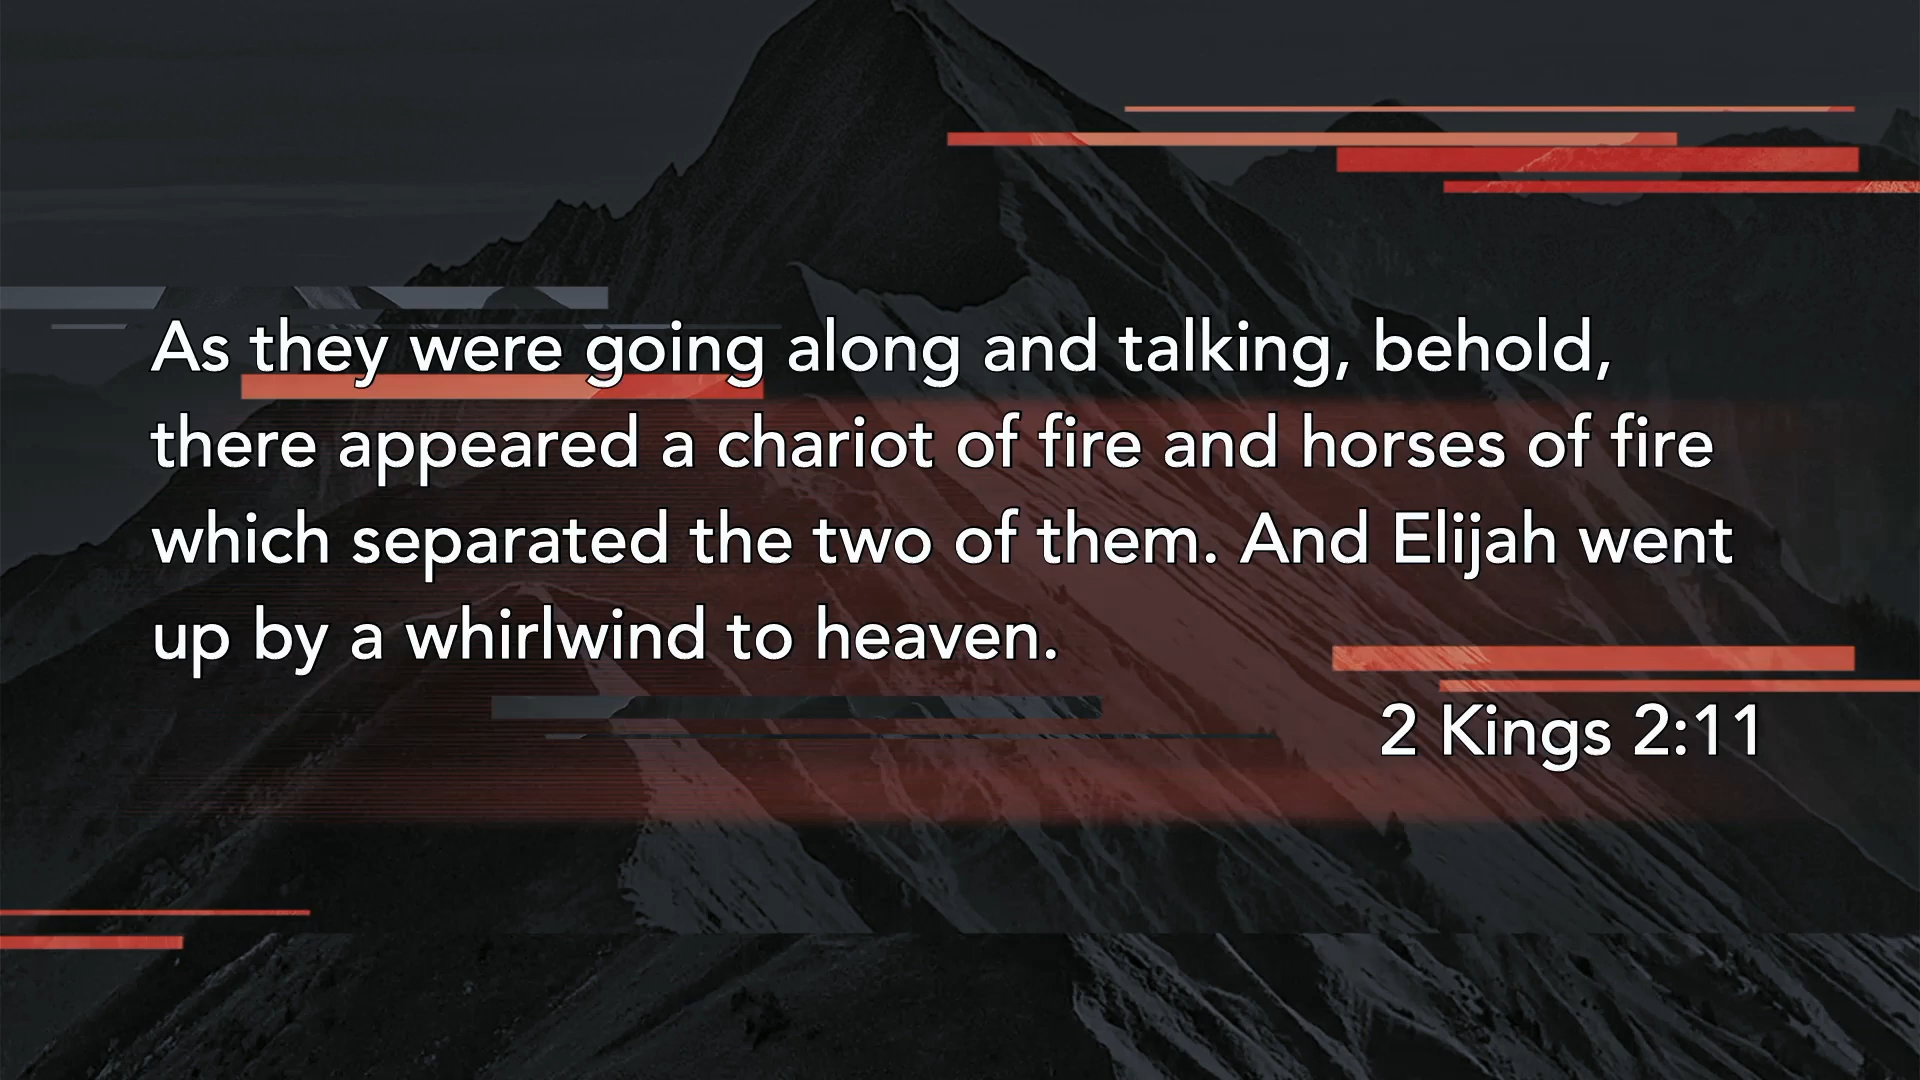 As they were going along and talking, behold,
there appeared a chariot of fire and horses of fire
which separated the two of them. And Elijah went
up by a whirlwind to heaven.
2 Kings 2:11